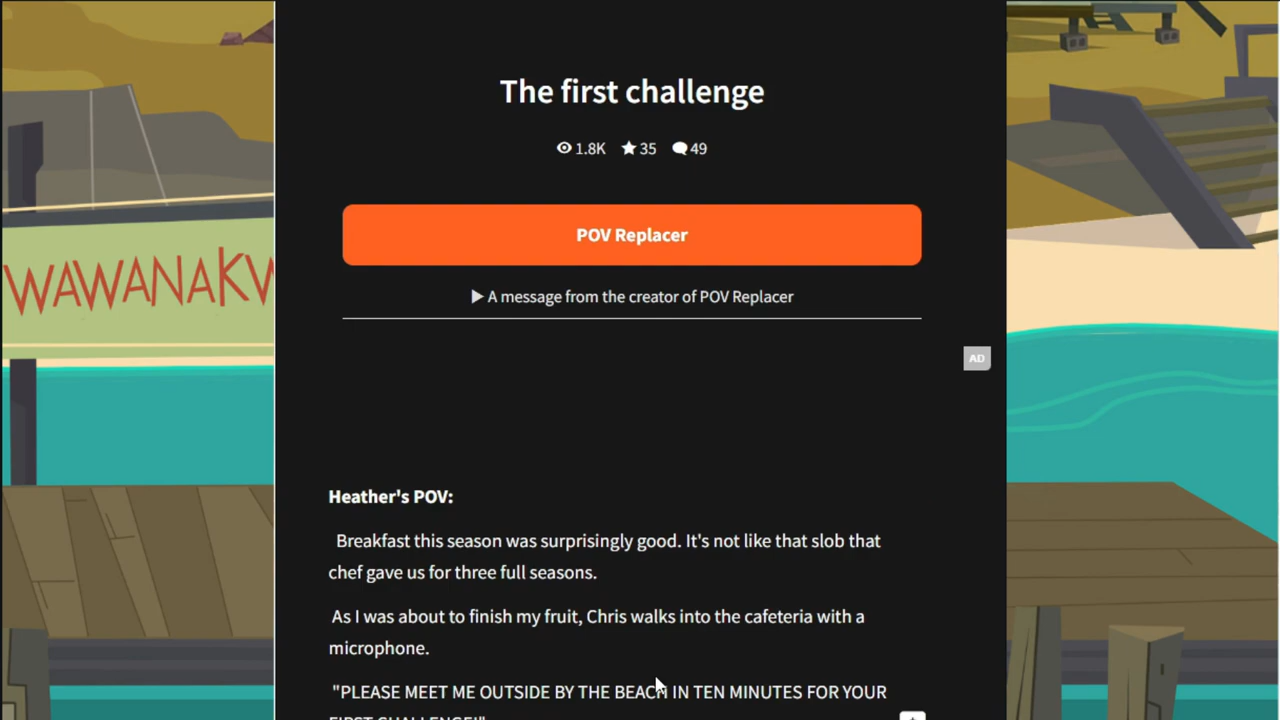 The first challenge
1.8K 35 49
POV Replacer
▶ A message from the creator of POV Replacer
AD
WAWANAKW
Heather's POV:
Breakfast this season was surprisingly good. It's not like that slob that
chef gave us for three full seasons.
As I was about to finish my fruit, Chris walks into the cafeteria with a
microphone.
"PLEASE MEET ME OUTSIDE BY THE BEACH IN TEN MINUTES FOR YOUR
FIRST CHALLENGE!"